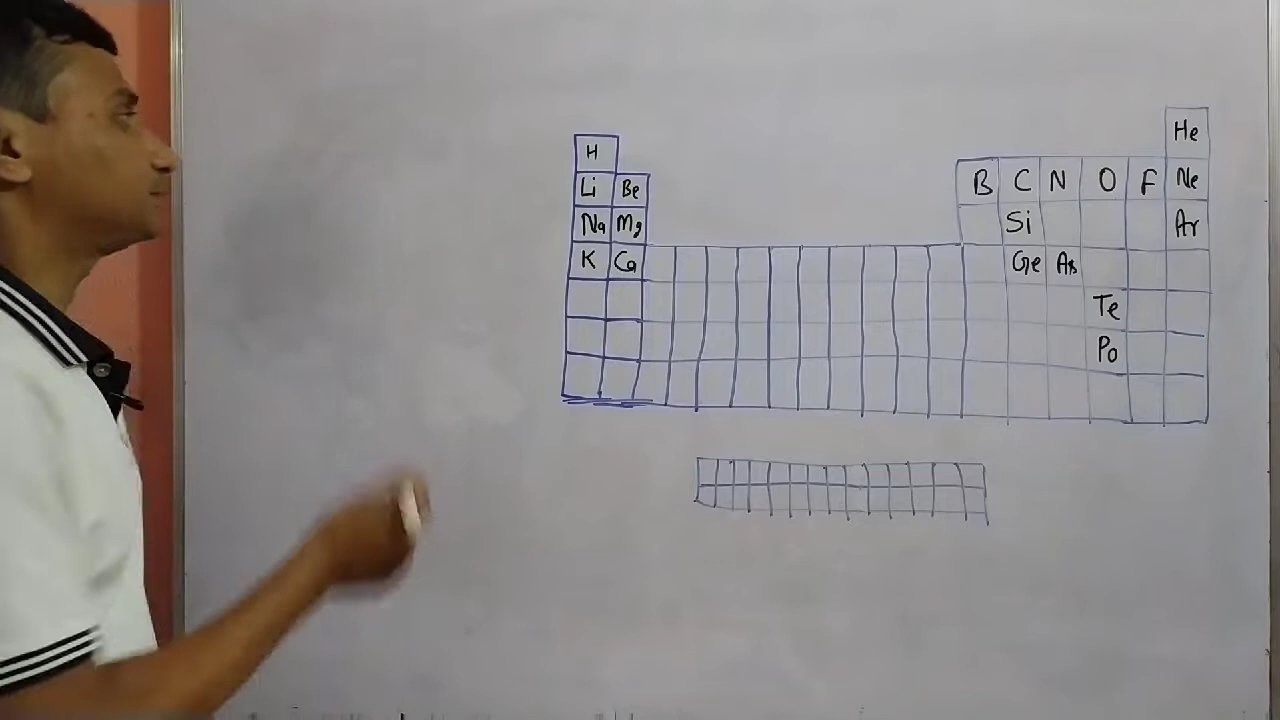 He
H
B C N O F Ne
Li Be
Na Mg Si Ar
K Ca Ge As
Te
Po